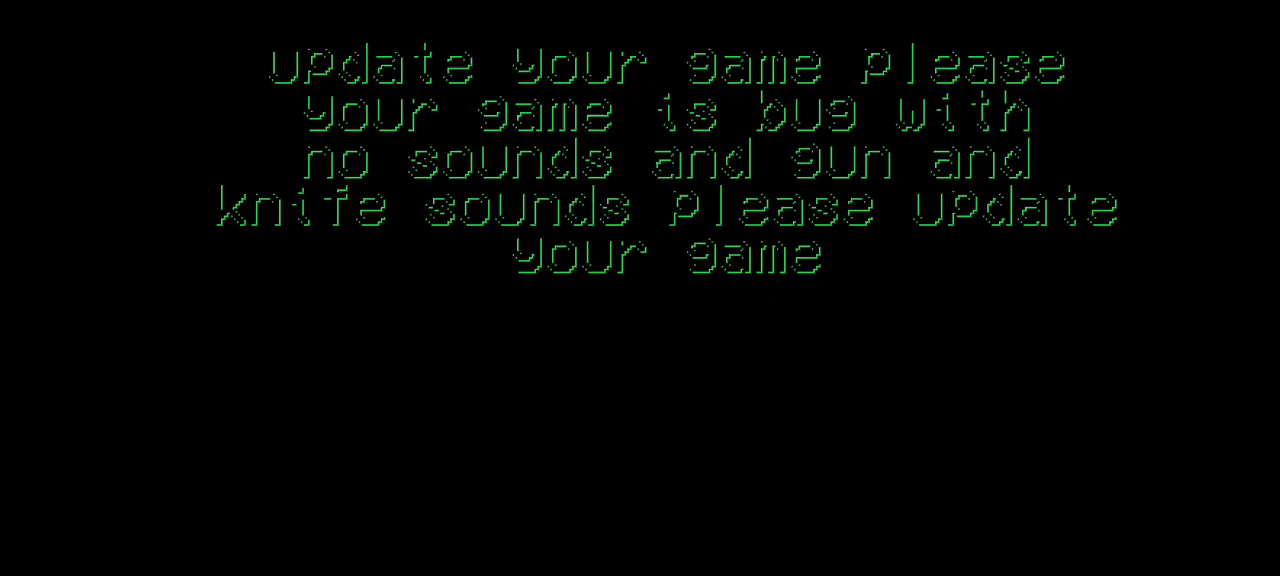 update your game please
your game is bug with
no sounds and gun and
knife sounds please update
your game